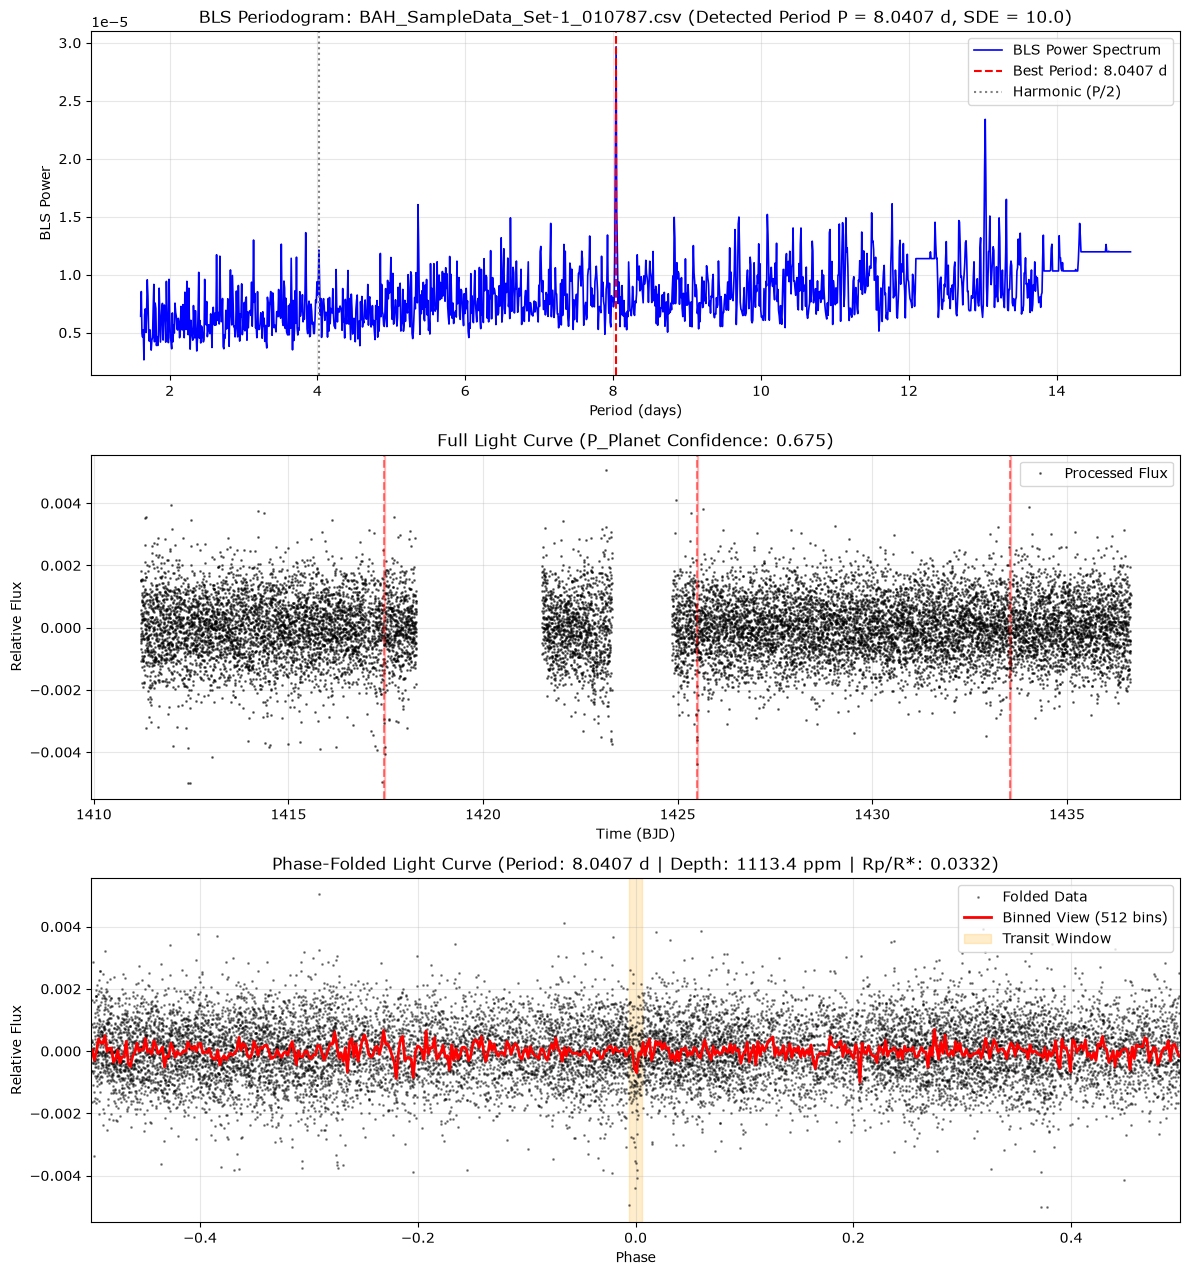 BLS Periodogram: BAH_SampleData_Set-1_010787.csv (Detected Period P = 8.0407 d, SDE = 10.0)
1e−5
3.0
2.5
2.0
1.5
1.0
0.5
BLS Power
BLS Power Spectrum
Best Period: 8.0407 d
Harmonic (P/2)
2 4 6 8 10 12 14
Period (days)
Full Light Curve (P_Planet Confidence: 0.675)
0.004
0.002
0.000
−0.002
−0.004
Relative Flux
Processed Flux
1410 1415 1420 1425 1430 1435
Time (BJD)
Phase-Folded Light Curve (Period: 8.0407 d | Depth: 1113.4 ppm | Rp/R*: 0.0332)
0.004
0.002
0.000
−0.002
−0.004
Relative Flux
Folded Data
Binned View (512 bins)
Transit Window
−0.4 −0.2 0.0 0.2 0.4
Phase